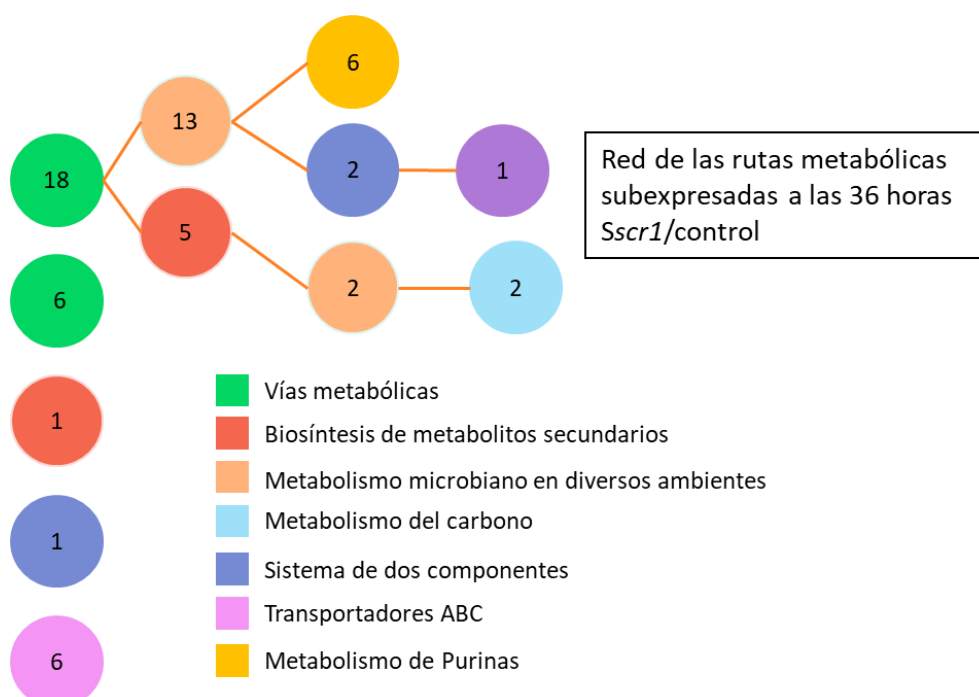 6
13
18
2
1
5
6
2
2
Red de las rutas metabólicas
subexpresadas a las 36 horas
Sscr1/control
1
1
6
Vías metabólicas
Biosíntesis de metabolitos secundarios
Metabolismo microbiano en diversos ambientes
Metabolismo del carbono
Sistema de dos componentes
Transportadores ABC
Metabolismo de Purinas